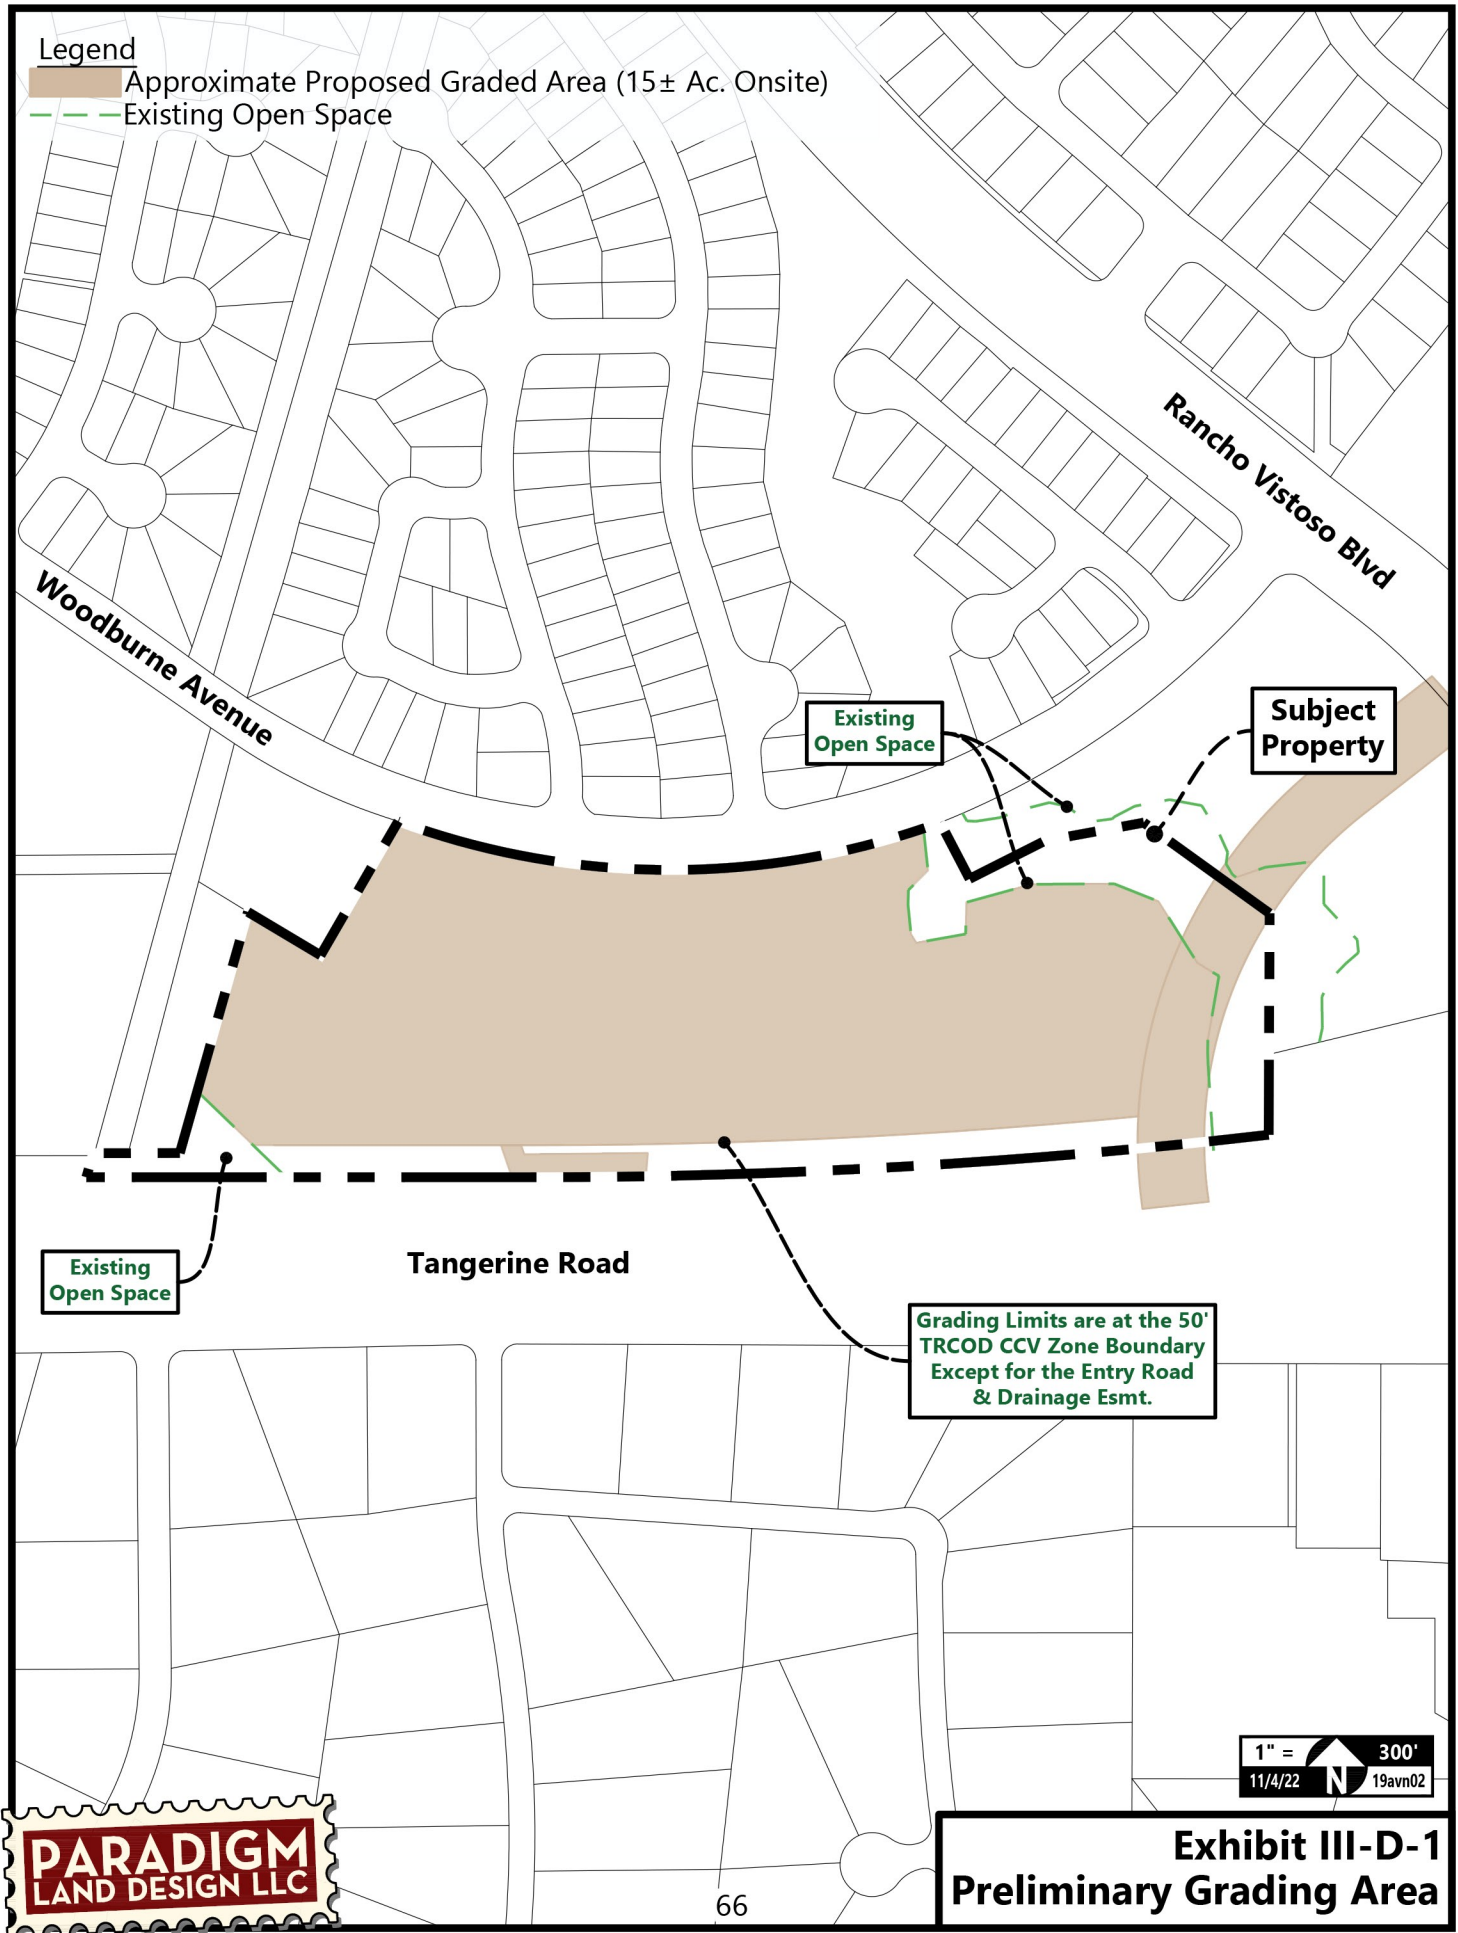 Legend
Approximate Proposed Graded Area (15± Ac. Onsite)
Existing Open Space
Rancho Vistoso Blvd
Woodburne Avenue
Existing
Open Space
Subject
Property
Existing
Open Space
Tangerine Road
Grading Limits are at the 50'
TRCOD CCV Zone Boundary
Except for the Entry Road
& Drainage Esmt.
1" = 300'
11/4/22 N 19avn02
PARADIGM
LAND DESIGN LLC
66
Exhibit III-D-1
Preliminary Grading Area